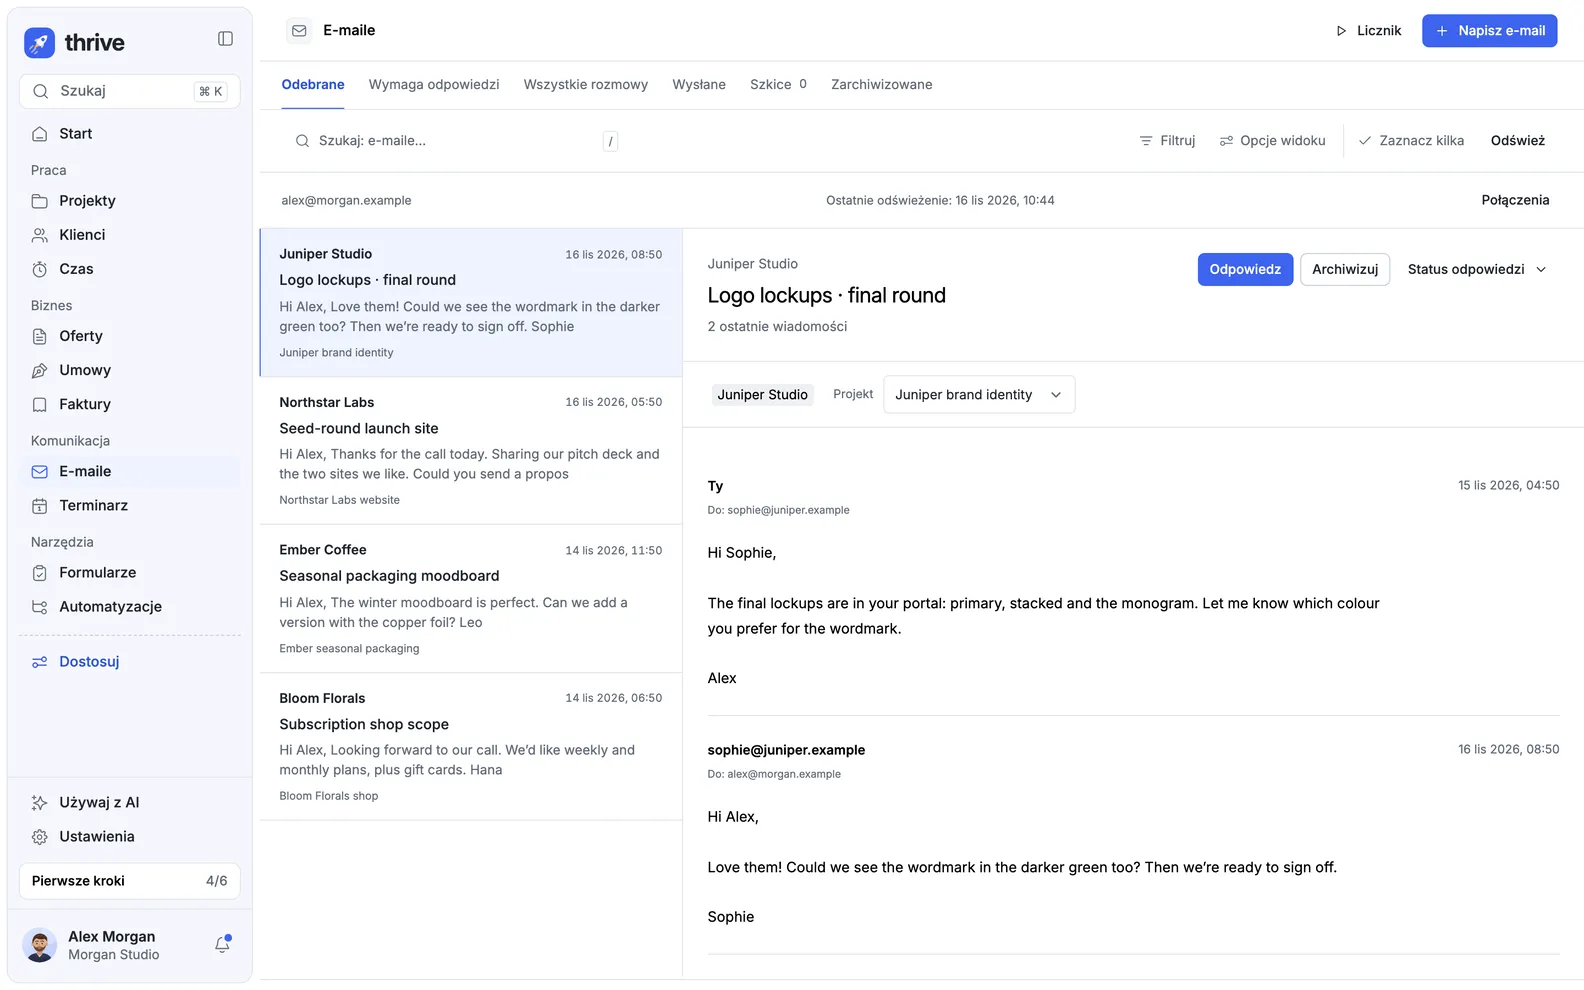 thrive
Szukaj
⌘ K
Start
Praca
Projekty
Klienci
Czas
Biznes
Oferty
Umowy
Faktury
Komunikacja
E-maile
Terminarz
Narzędzia
Formularze
Automatyzacje
Dostosuj
Używaj z AI
Ustawienia
Pierwsze kroki 4/6
Alex Morgan
Morgan Studio
E-maile
Licznik
Napisz e-mail
Odebrane Wymaga odpowiedzi Wszystkie rozmowy Wysłane Szkice 0 Zarchiwizowane
Szukaj: e-maile... /
Filtruj Opcje widoku Zaznacz kilka Odśwież
alex@morgan.example Ostatnie odświeżenie: 16 lis 2026, 10:44 Połączenia
Juniper Studio 16 lis 2026, 08:50
Logo lockups · final round
Hi Alex, Love them! Could we see the wordmark in the darker
green too? Then we’re ready to sign off. Sophie
Juniper brand identity
Northstar Labs 16 lis 2026, 05:50
Seed-round launch site
Hi Alex, Thanks for the call today. Sharing our pitch deck and
the two sites we like. Could you send a propos
Northstar Labs website
Ember Coffee 14 lis 2026, 11:50
Seasonal packaging moodboard
Hi Alex, The winter moodboard is perfect. Can we add a
version with the copper foil? Leo
Ember seasonal packaging
Bloom Florals 14 lis 2026, 06:50
Subscription shop scope
Hi Alex, Looking forward to our call. We’d like weekly and
monthly plans, plus gift cards. Hana
Bloom Florals shop
Juniper Studio
Logo lockups · final round
2 ostatnie wiadomości
Odpowiedz Archiwizuj Status odpowiedzi
Juniper Studio Projekt Juniper brand identity
Ty 15 lis 2026, 04:50
Do: sophie@juniper.example
Hi Sophie,
The final lockups are in your portal: primary, stacked and the monogram. Let me know which colour
you prefer for the wordmark.
Alex
sophie@juniper.example 16 lis 2026, 08:50
Do: alex@morgan.example
Hi Alex,
Love them! Could we see the wordmark in the darker green too? Then we’re ready to sign off.
Sophie